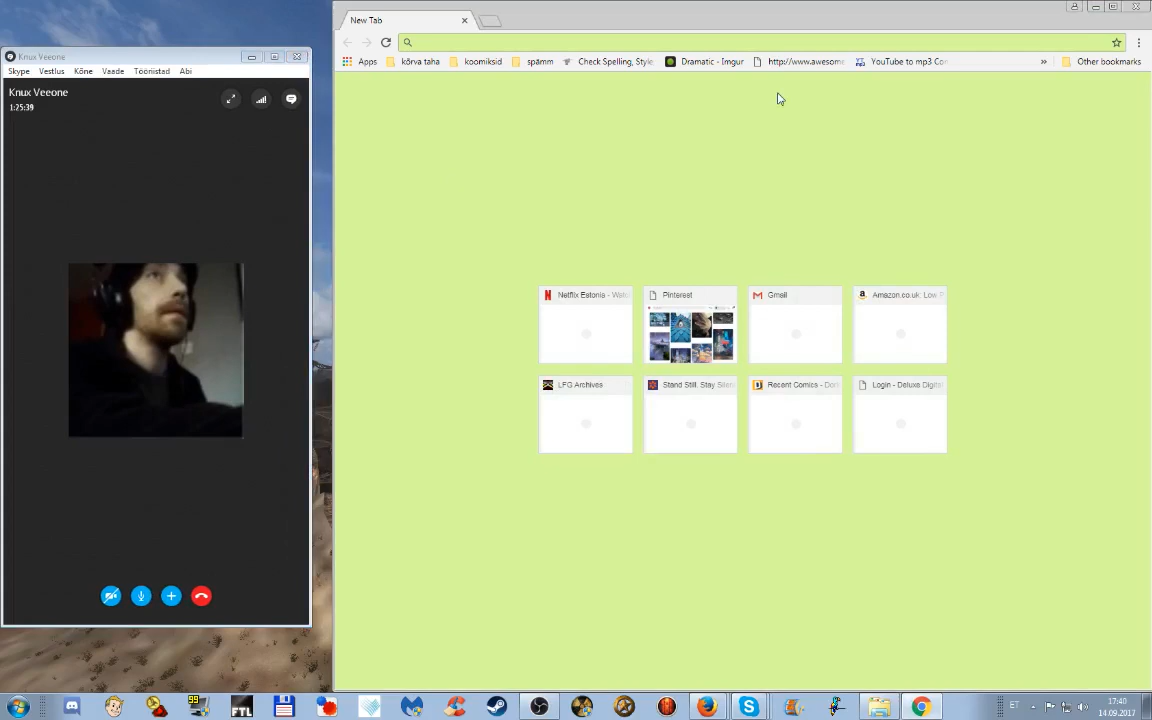 Knux Veeone
Skype Vestlus Kõne Vaade Tööriistad Abi
Knux Veeone
1:25:39
New Tab
Apps kõrva taha koomiksid spämm Check Spelling, Style Dramatic - Imgur http://www.awesome YouTube to mp3 Con Other bookmarks
Netflix Estonia - Watc Pinterest Gmail Amazon.co.uk: Low P
LFG Archives Stand Still. Stay Silen Recent Comics - Login - Deluxe Digital
99
FTL
ET 17:40
14.09.2017